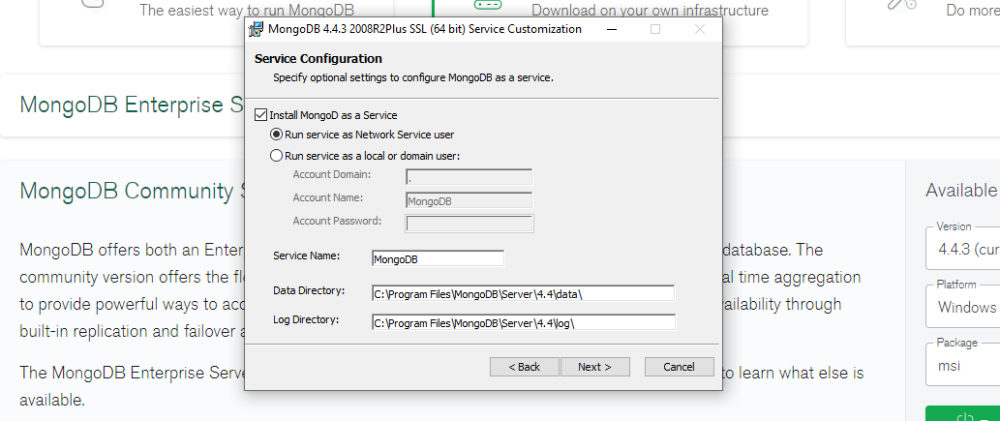 The easiest way to run MongoDB
Download on your own infrastructure
Do more
MongoDB 4.4.3 2008R2Plus SSL (64 bit) Service Customization
Service Configuration
Specify optional settings to configure MongoDB as a service.
Install MongoD as a Service
Run service as Network Service user
Run service as a local or domain user:
Account Domain: .
Account Name: MongoDB
Account Password:
Service Name: MongoDB
Data Directory: C:\Program Files\MongoDB\Server\4.4\data\
Log Directory: C:\Program Files\MongoDB\Server\4.4\log\
< Back Next > Cancel
MongoDB Enterprise S
MongoDB Community
MongoDB offers both an Enter database. The
community version offers the fl real time aggregation
to provide powerful ways to acc availability through
built-in replication and failover a
The MongoDB Enterprise Serve to learn what else is
available.
Available
Version
4.4.3 (cur
Platform
Windows
Package
msi